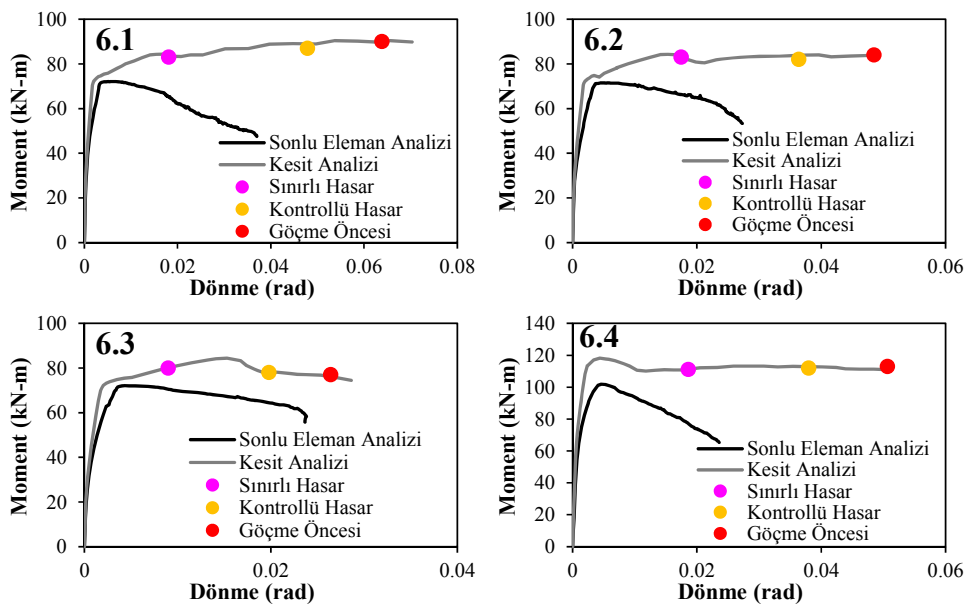 6.1
Moment (kN-m)
100
80
60
40
20
0
Sonlu Eleman Analizi
Kesit Analizi
Sınırlı Hasar
Kontrollü Hasar
Göçme Öncesi
0 0.02 0.04 0.06 0.08
Dönme (rad)
6.2
Moment (kN-m)
100
80
60
40
20
0
Sonlu Eleman Analizi
Kesit Analizi
Sınırlı Hasar
Kontrollü Hasar
Göçme Öncesi
0 0.02 0.04 0.06
Dönme (rad)
6.3
Moment (kN-m)
100
80
60
40
20
0
Sonlu Eleman Analizi
Kesit Analizi
Sınırlı Hasar
Kontrollü Hasar
Göçme Öncesi
0 0.02 0.04
Dönme (rad)
6.4
Moment (kN-m)
140
120
100
80
60
40
20
0
Sonlu Eleman Analizi
Kesit Analizi
Sınırlı Hasar
Kontrollü Hasar
Göçme Öncesi
0 0.02 0.04 0.06
Dönme (rad)